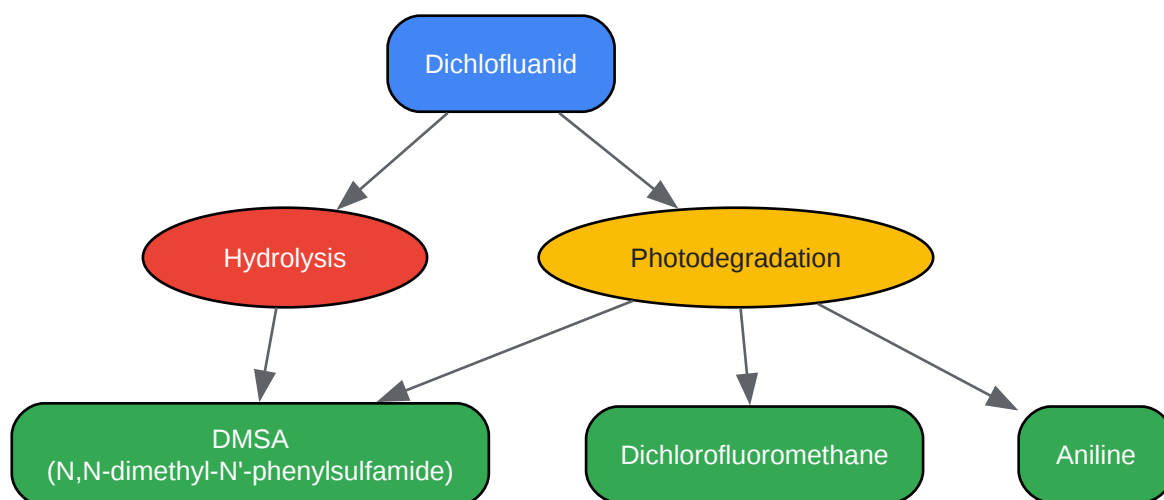 Dichlofluanid
Hydrolysis
Photodegradation
DMSA
(N,N-dimethyl-N'-phenylsulfamide)
Dichlorofluoromethane
Aniline